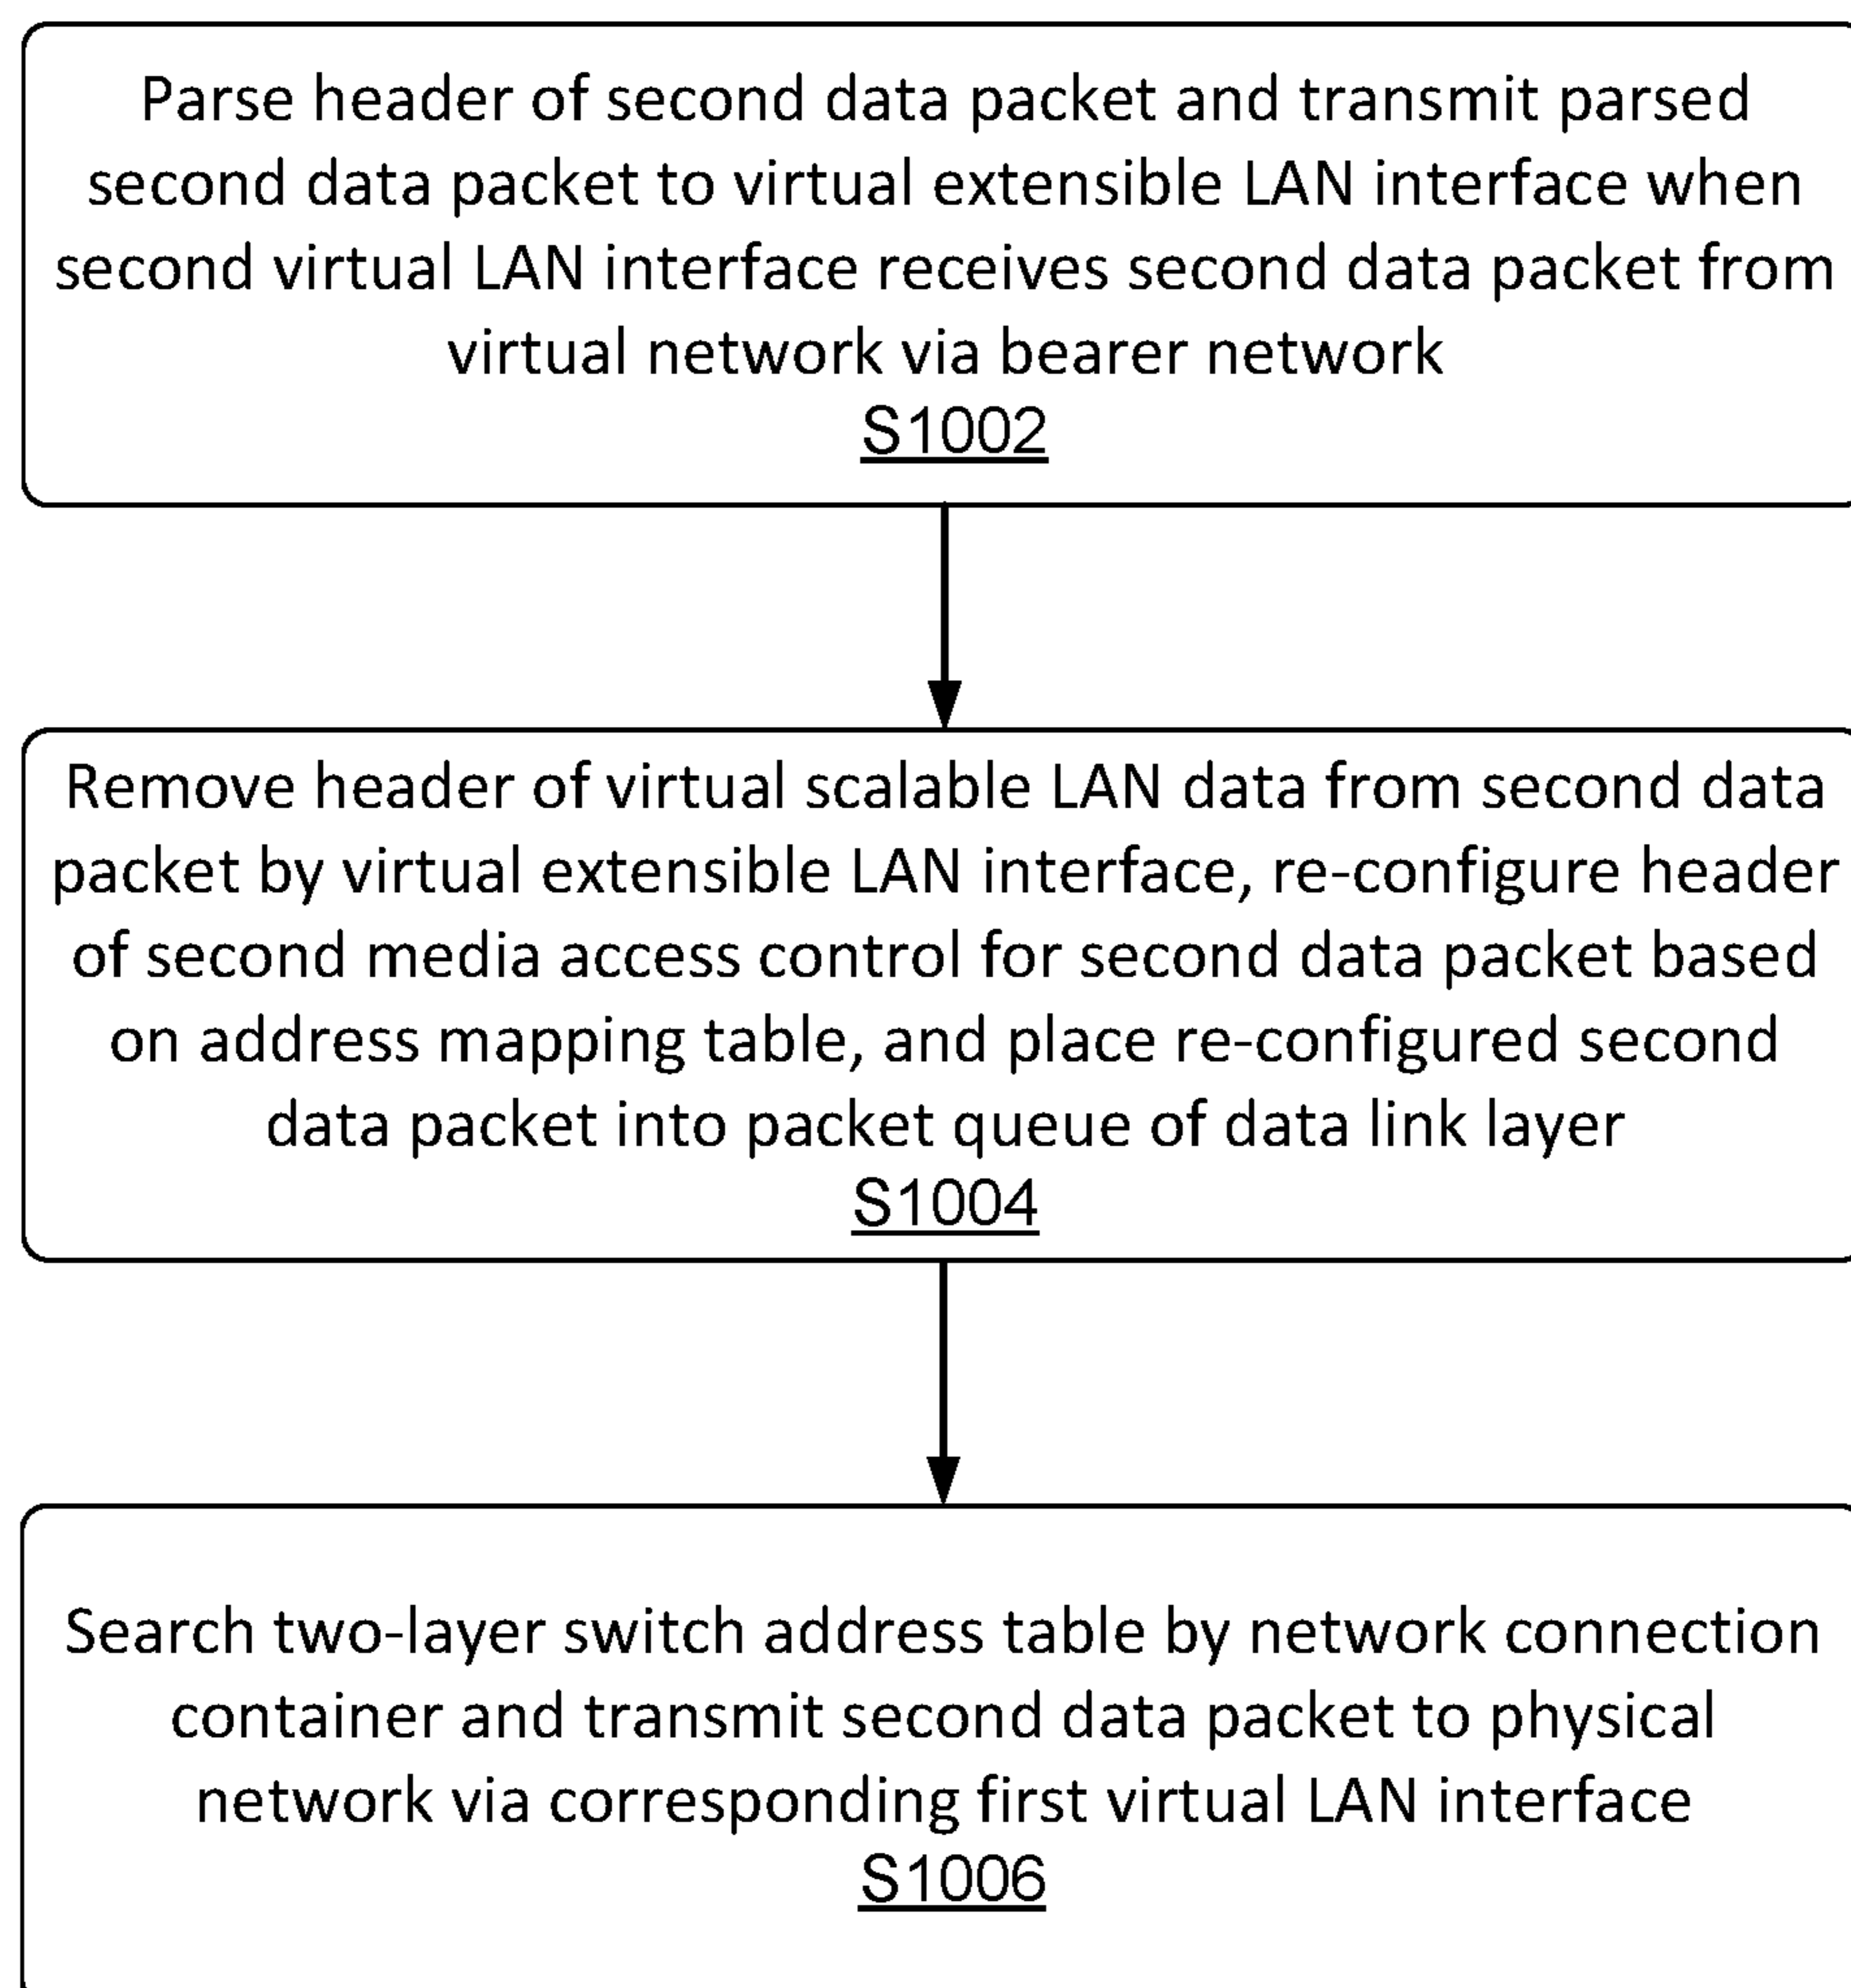 Parse header of second data packet and transmit parsed
second data packet to virtual extensible LAN interface when
second virtual LAN interface receives second data packet from
virtual network via bearer network
S1002
Remove header of virtual scalable LAN data from second data
packet by virtual extensible LAN interface, re-configure header
of second media access control for second data packet based
on address mapping table, and place re-configured second
data packet into packet queue of data link layer
S1004
Search two-layer switch address table by network connection
container and transmit second data packet to physical
network via corresponding first virtual LAN interface
S1006